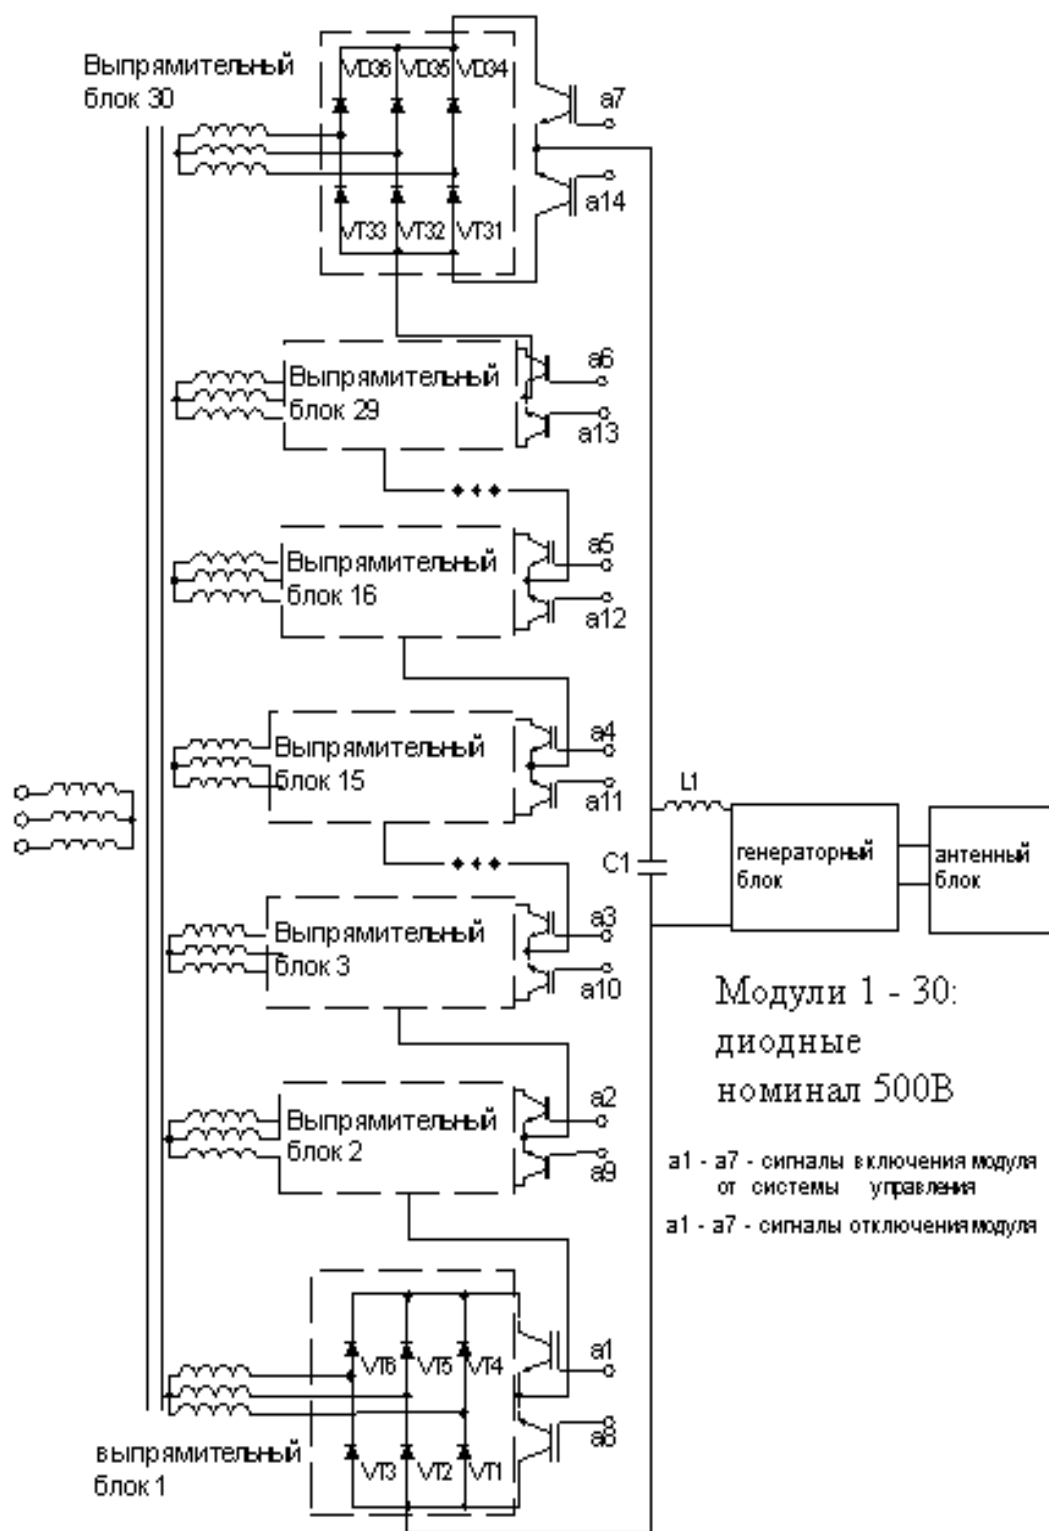 Выпрямительный
блок 30
VD36 VD35 VD34
VT33 VT32 VT31
a7
a14
Выпрямительный
блок 29
a6
a13
Выпрямительный
блок 16
a5
a12
Выпрямительный
блок 15
a4
a11
L1
C1
генераторный
блок
антенный
блок
Выпрямительный
блок 3
a3
a10
Модули 1 - 30:
диодные
номинал 500В
Выпрямительный
блок 2
a2
a9
a1 - a7 - сигналы включения модуля
от системы управления
a1 - a7 - сигналы отключения модуля
VT6 VT5 VT4
VT3 VT2 VT1
a1
a8
выпрямительный
блок 1